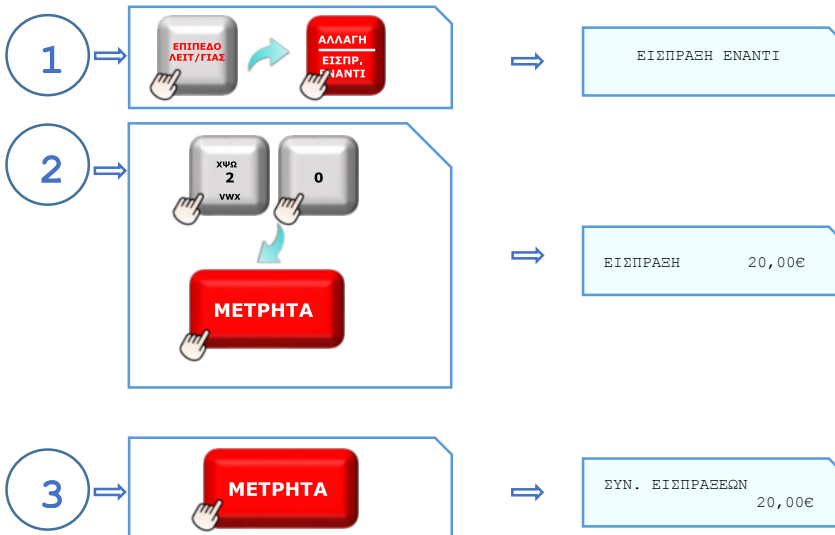 1
ΕΠΙΠΕΔΟ
ΛΕΙΤ/ΓΙΑΣ
ΑΛΛΑΓΗ
ΕΙΣΠΡ.
ΕΝΑΝΤΙ
ΕΙΣΠΡΑΞΗ ΕΝΑΝΤΙ
2
ΧΨΩ
2
VWX
0
ΜΕΤΡΗΤΑ
ΕΙΣΠΡΑΞΗ 20,00€
3
ΜΕΤΡΗΤΑ
ΣΥΝ. ΕΙΣΠΡΑΞΕΩΝ
20,00€